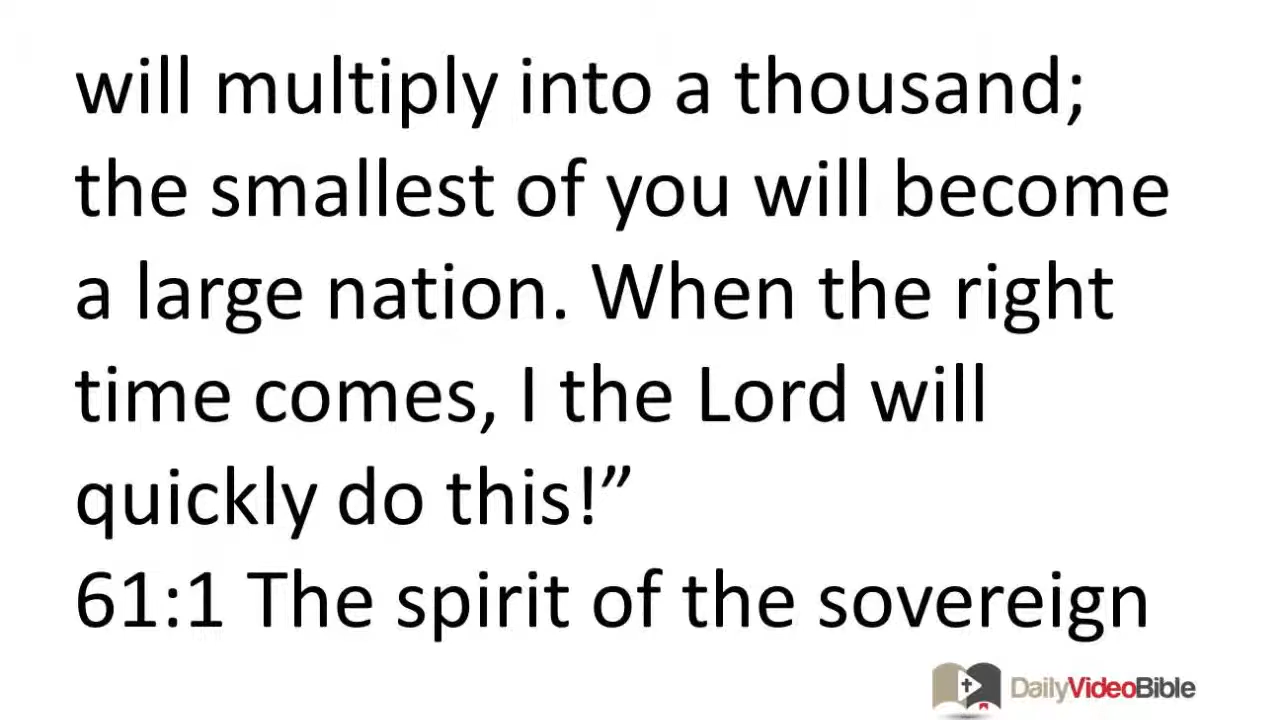 will multiply into a thousand;
the smallest of you will become
a large nation. When the right
time comes, I the Lord will
quickly do this!”
61:1 The spirit of the sovereign
DailyVideoBible